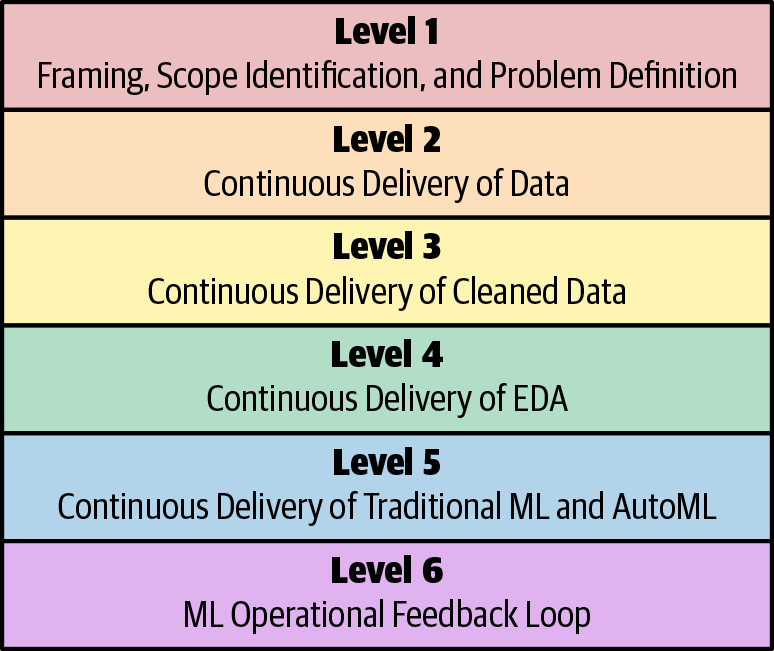 Level 1
Framing, Scope Identification, and Problem Definition
Level 2
Continuous Delivery of Data
Level 3
Continuous Delivery of Cleaned Data
Level 4
Continuous Delivery of EDA
Level 5
Continuous Delivery of Traditional ML and AutoML
Level 6
ML Operational Feedback Loop